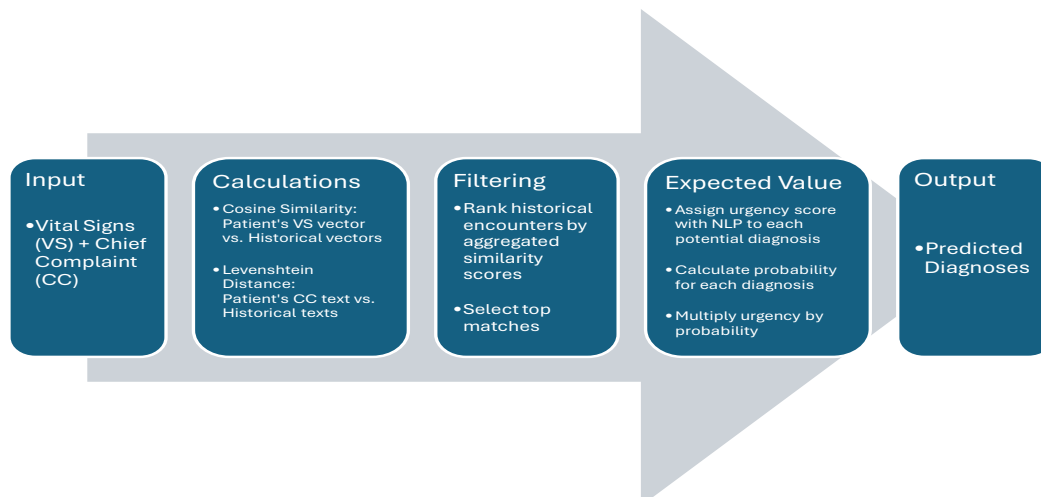 Input
•Vital Signs
(VS) + Chief
Complaint
(CC)
Calculations
•Cosine Similarity:
Patient's VS vector
vs. Historical vectors
•Levenshtein
Distance:
Patient's CC text vs.
Historical texts
Filtering
•Rank historical
encounters by
aggregated
similarity
scores
•Select top
matches
Expected Value
•Assign urgency score
with NLP to each
potential diagnosis
•Calculate probability
for each diagnosis
•Multiply urgency by
probability
Output
•Predicted
Diagnoses